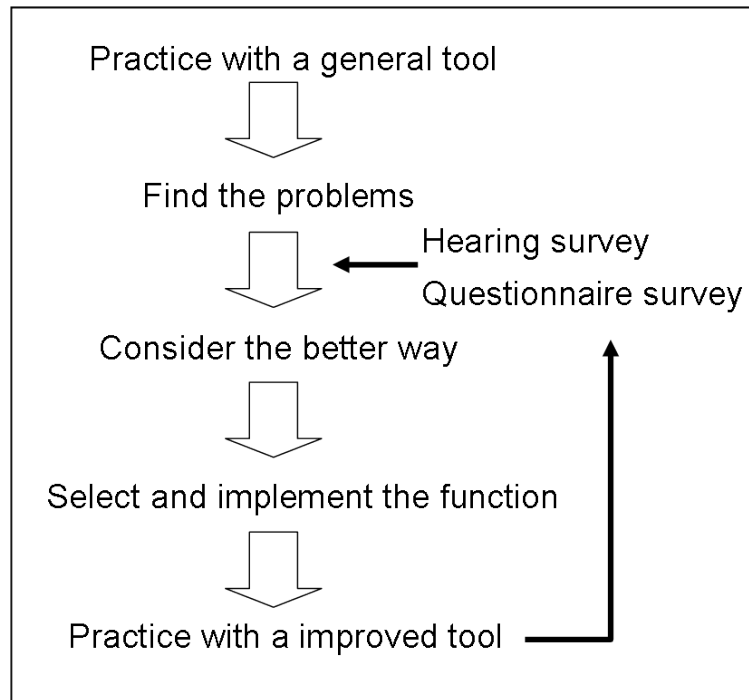 Practice with a general tool
Find the problems
Hearing survey
Questionnaire survey
Consider the better way
Select and implement the function
Practice with a improved tool